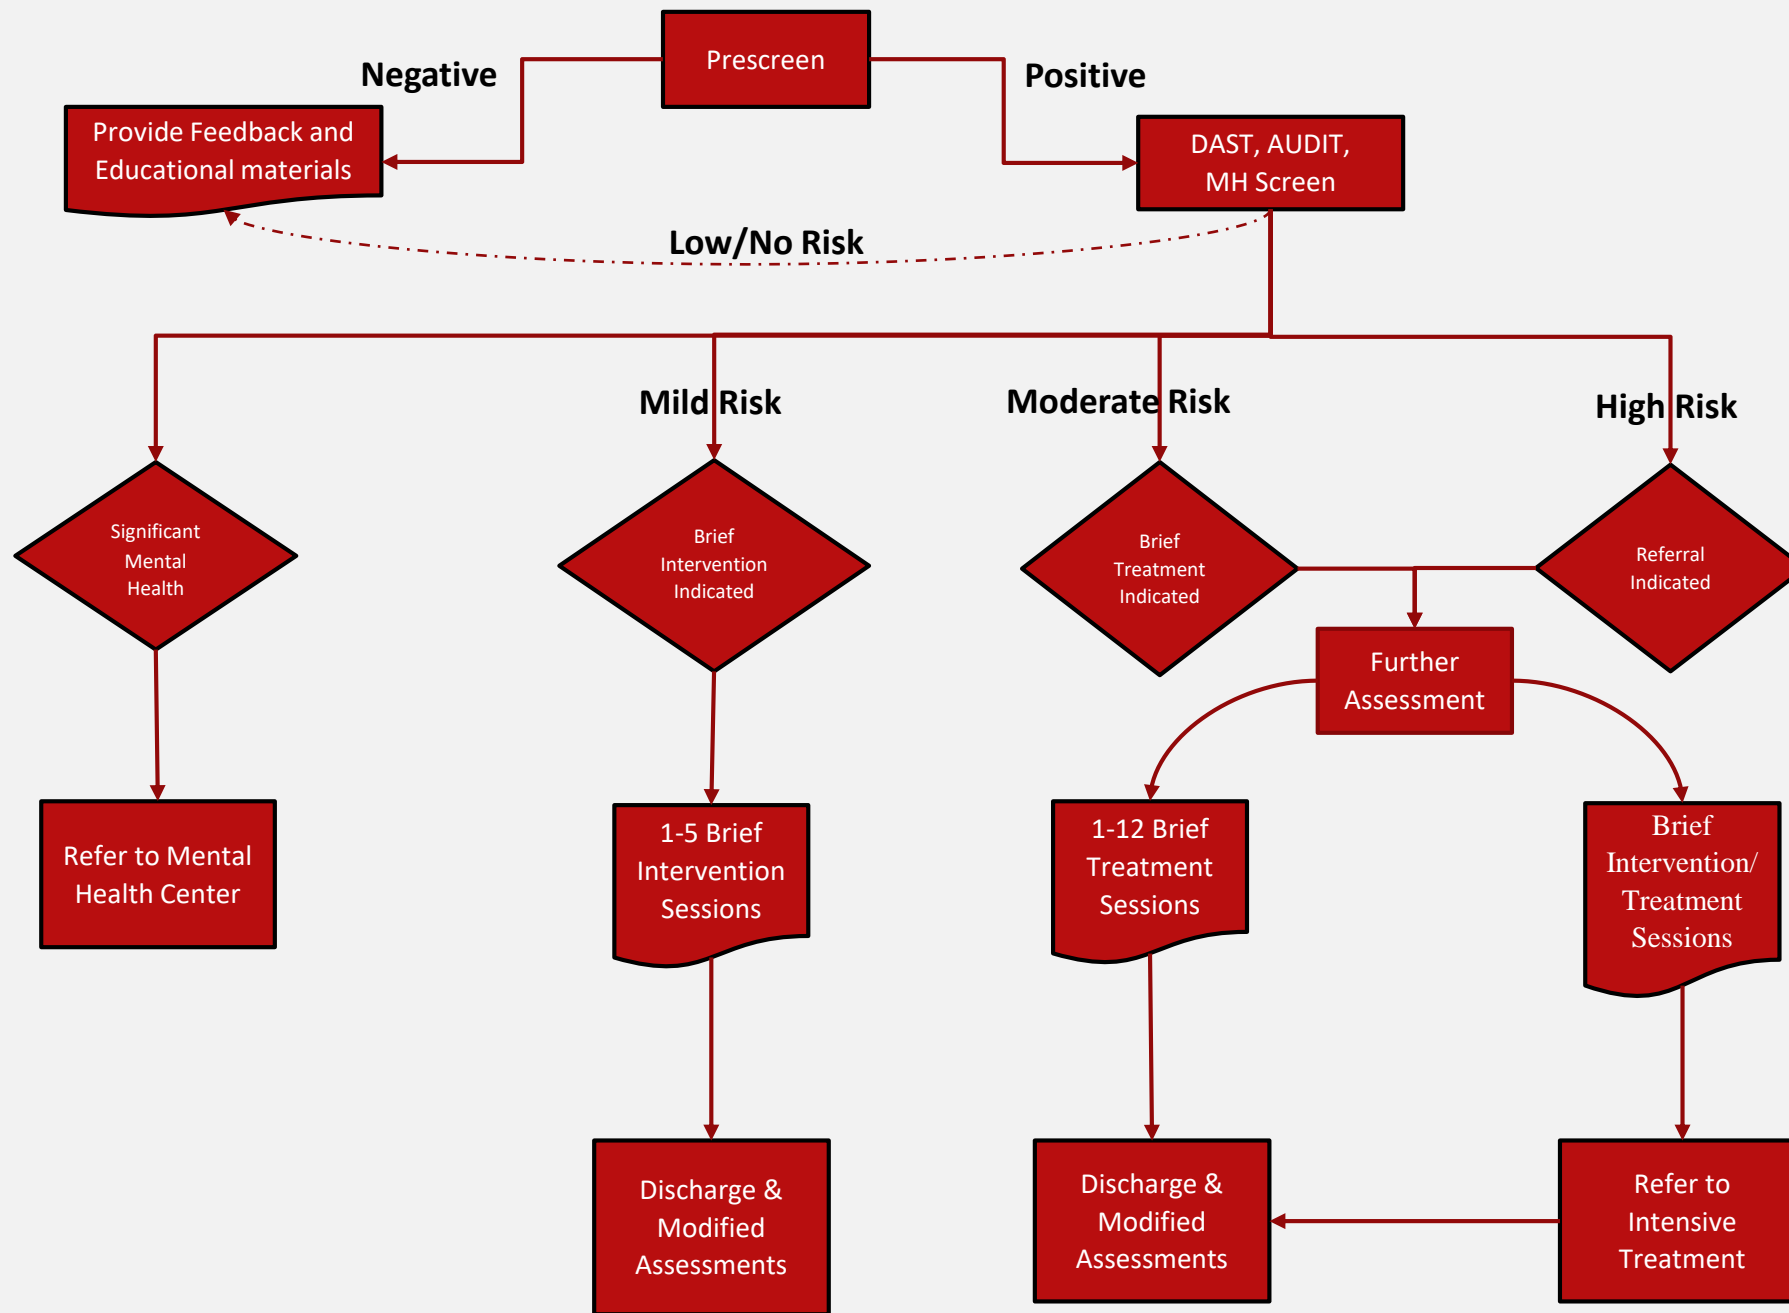 Prescreen
Negative
Positive
Provide Feedback and
Educational materials
DAST, AUDIT,
MH Screen
Low/No Risk
Mild Risk
Moderate Risk
High Risk
Significant
Mental
Health
Brief
Intervention
Indicated
Brief
Treatment
Indicated
Referral
Indicated
Further
Assessment
Refer to Mental
Health Center
1-5 Brief
Intervention
Sessions
1-12 Brief
Treatment
Sessions
Brief
Intervention/
Treatment
Sessions
Discharge &
Modified
Assessments
Discharge &
Modified
Assessments
Refer to
Intensive
Treatment